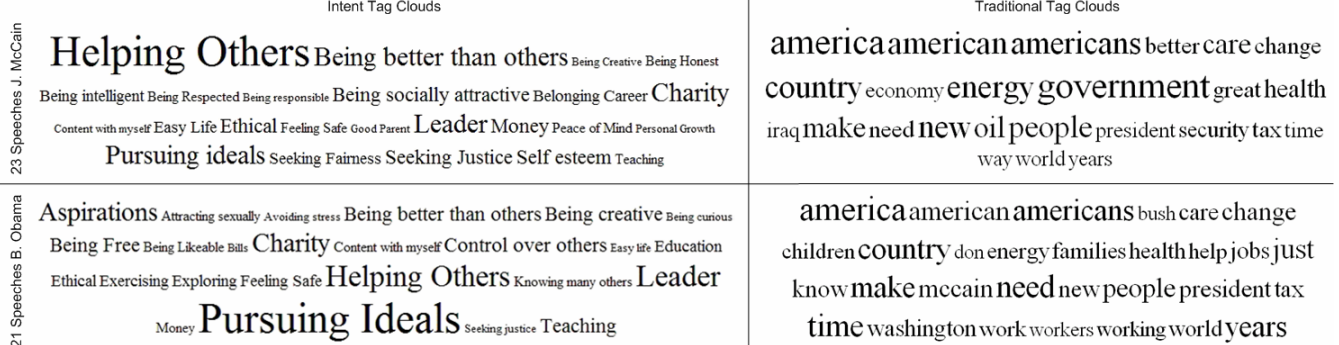 Intent Tag Clouds
Traditional Tag Clouds
23 Speeches J. McCain
Helping Others Being better than others Being Creative Being Honest
Being intelligent Being Respected Being responsible Being socially attractive Belonging Career Charity
Content with myself Easy Life Ethical Feeling Safe Good Parent Leader Money Peace of Mind Personal Growth
Pursuing ideals Seeking Fairness Seeking Justice Self esteem Teaching
america american americans better care change
country economy energy government great health
iraq make need new oil people president security tax time
way world years
21 Speeches B. Obama
Aspirations Attracting sexually Avoiding stress Being better than others Being creative Being curious
Being Free Being Likeable Bills Charity Content with myself Control over others Easy life Education
Ethical Exercising Exploring Feeling Safe Helping Others Knowing many others Leader
Money Pursuing Ideals Seeking justice Teaching
america american americans bush care change
children country don energy families health help jobs just
know make mccain need new people president tax
time washington work workers working world years